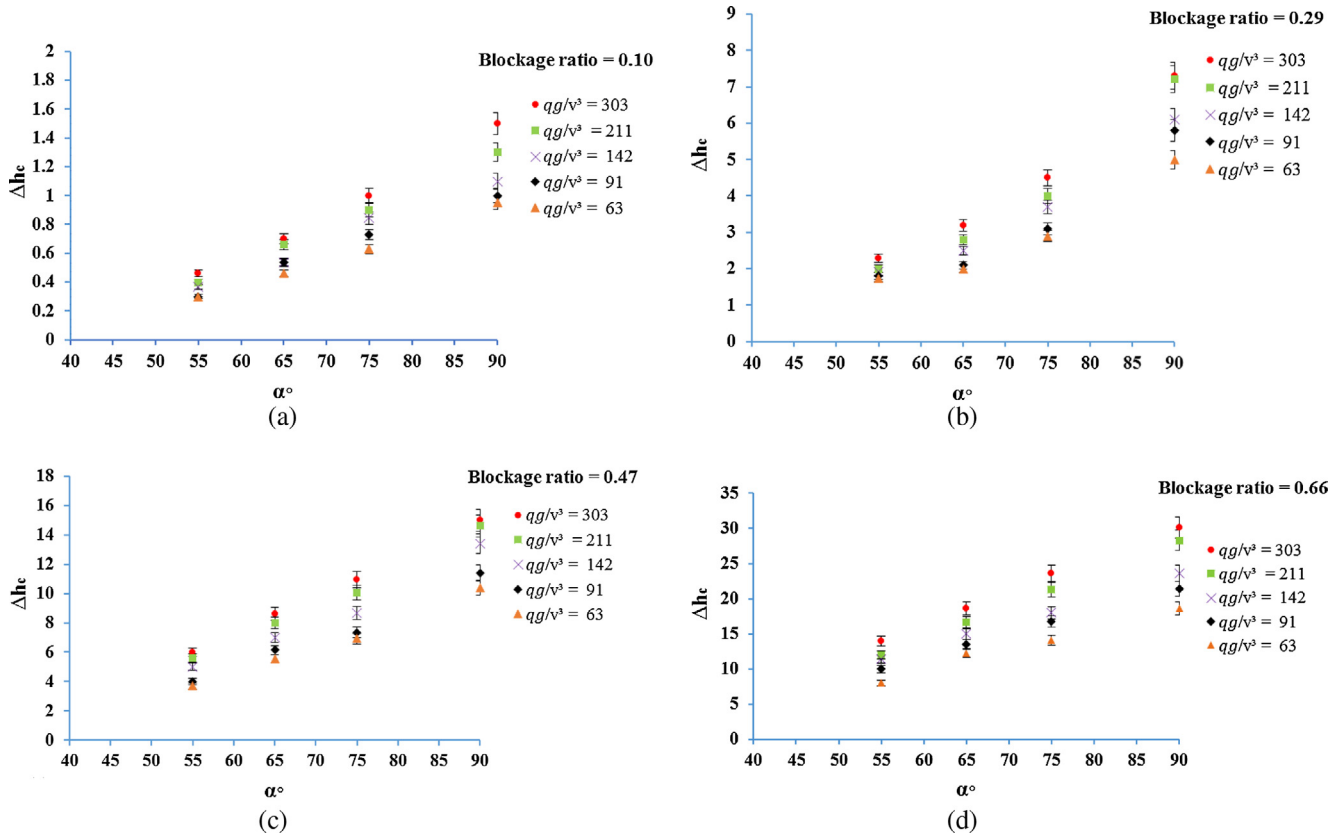 Blockage ratio = 0.10
qg/v³ = 303
qg/v³ = 211
qg/v³ = 142
qg/v³ = 91
qg/v³ = 63
2
1.8
1.6
1.4
1.2
1
0.8
0.6
0.4
0.2
0
Δhc
40 45 50 55 60 65 70 75 80 85 90
α°
(a)
Blockage ratio = 0.29
qg/v³ = 303
qg/v³ = 211
qg/v³ = 142
qg/v³ = 91
qg/v³ = 63
9
8
7
6
5
4
3
2
1
0
Δhc
40 45 50 55 60 65 70 75 80 85 90
α°
(b)
Blockage ratio = 0.47
qg/v³ = 303
qg/v³ = 211
qg/v³ = 142
qg/v³ = 91
qg/v³ = 63
18
16
14
12
10
8
6
4
2
0
Δhc
40 45 50 55 60 65 70 75 80 85 90
α°
(c)
Blockage ratio = 0.66
qg/v³ = 303
qg/v³ = 211
qg/v³ = 142
qg/v³ = 91
qg/v³ = 63
35
30
25
20
15
10
5
0
Δhc
40 45 50 55 60 65 70 75 80 85 90
α°
(d)